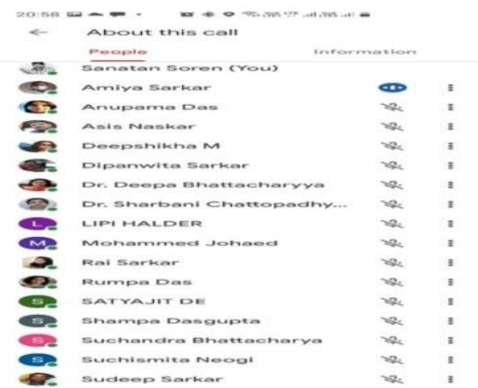 20:58
About this call
People Information
Sanatan Soren (You)
Amiya Sarkar
Anupama Das
Asis Naskar
Deepshikha M
Dipanwita Sarkar
Dr. Deepa Bhattacharyya
Dr. Sharbani Chattopadhy...
L LIPI HALDER
M Mohammed Johaed
Rai Sarkar
Rumpa Das
S SATYAJIT DE
S Shampa Dasgupta
S Suchandra Bhattacharya
S Suchismita Neogi
Sudeep Sarkar